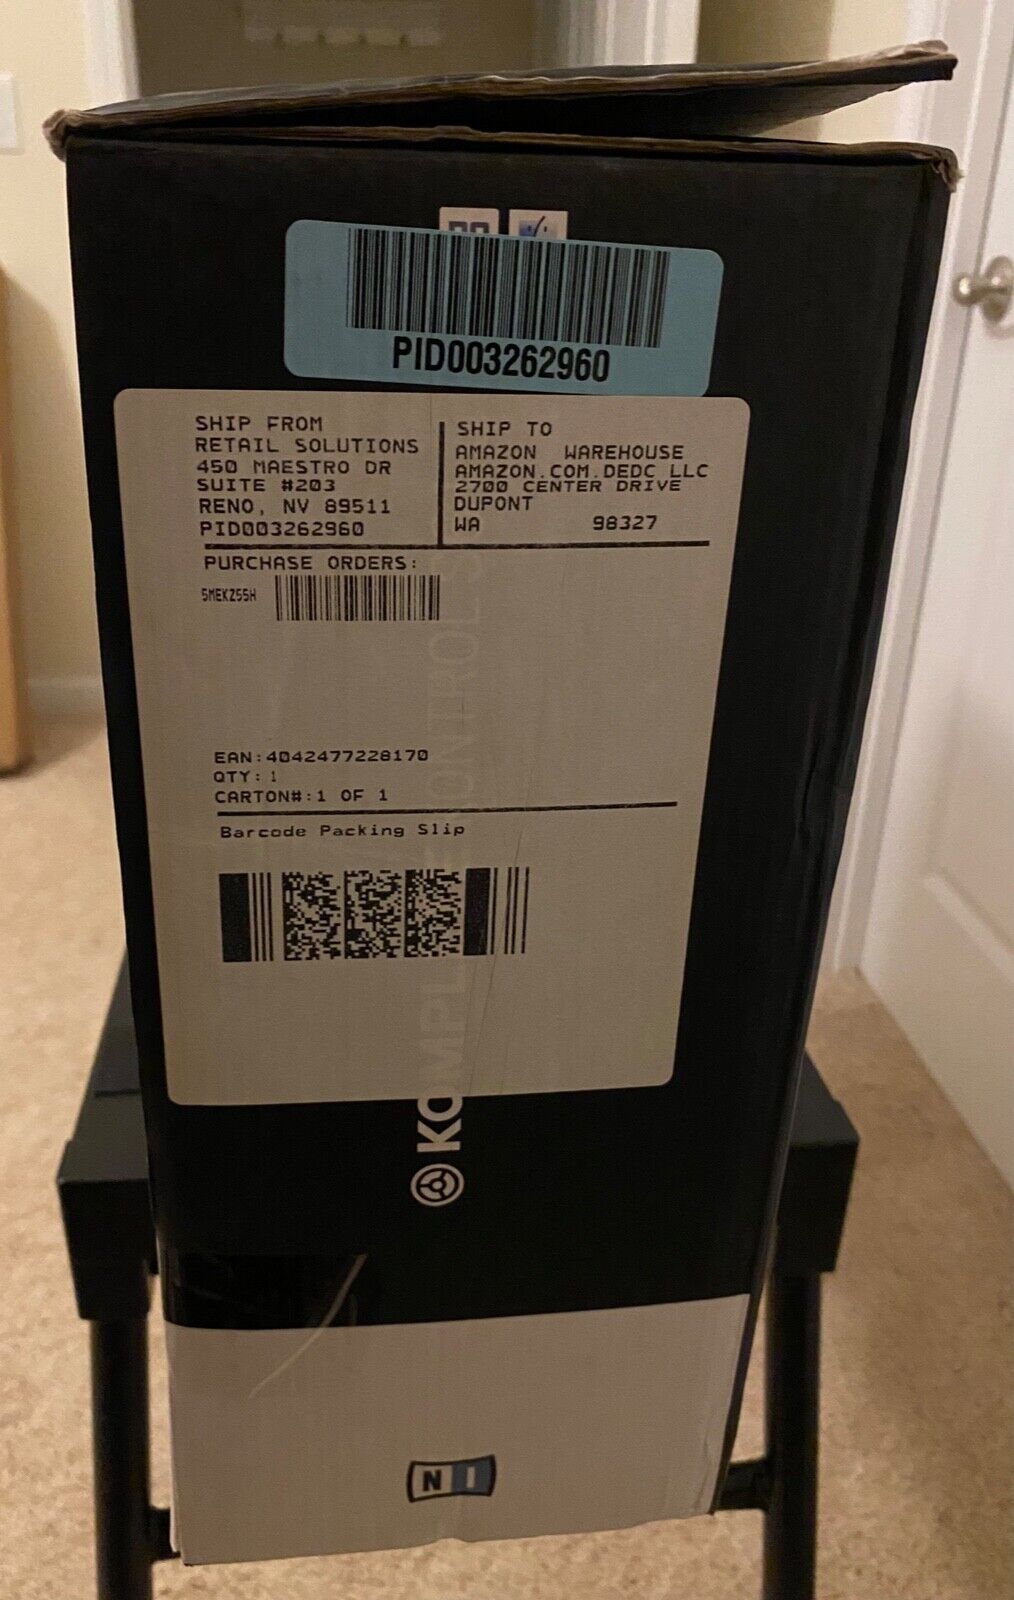 PID003262960
SHIP FROM
RETAIL SOLUTIONS
450 MAESTRO DR
SUITE #203
RENO, NV 89511
PID003262960
SHIP TO
AMAZON WAREHOUSE
AMAZON.COM.DEDC LLC
2700 CENTER DRIVE
DUPONT
WA 98327
PURCHASE ORDERS:
5MEKZ55H
EAN:4042477228170
QTY: 1
CARTON#:1 OF 1
Barcode Packing Slip
KOMPLETE KONTROL S
NI